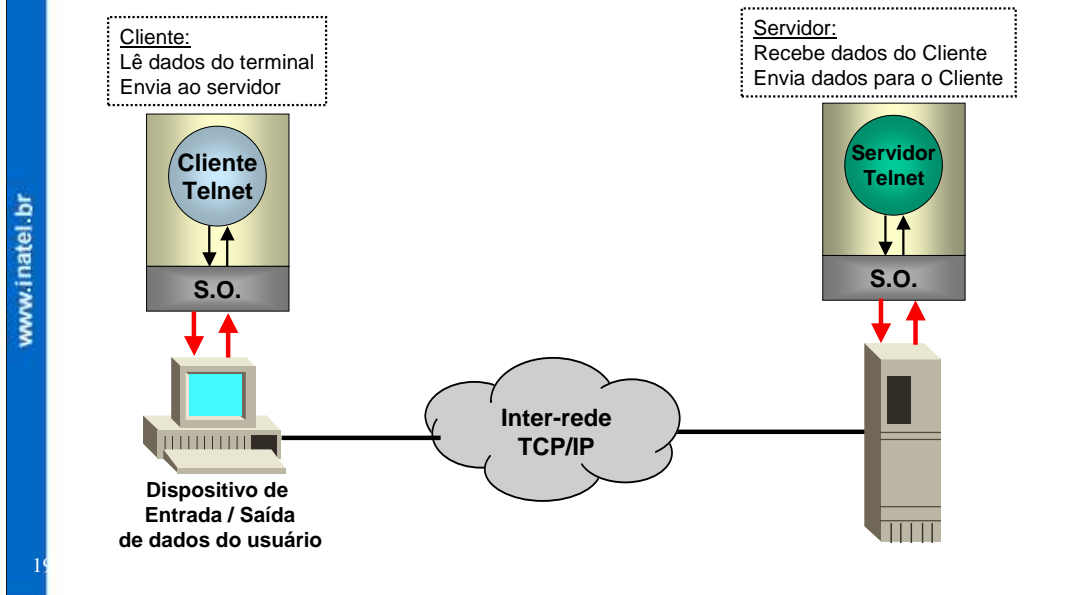 Cliente:
Lê dados do terminal
Envia ao servidor
Servidor:
Recebe dados do Cliente
Envia dados para o Cliente
Cliente
Telnet
S.O.
Servidor
Telnet
S.O.
Inter-rede
TCP/IP
Dispositivo de
Entrada / Saída
de dados do usuário
www.inatel.br
19